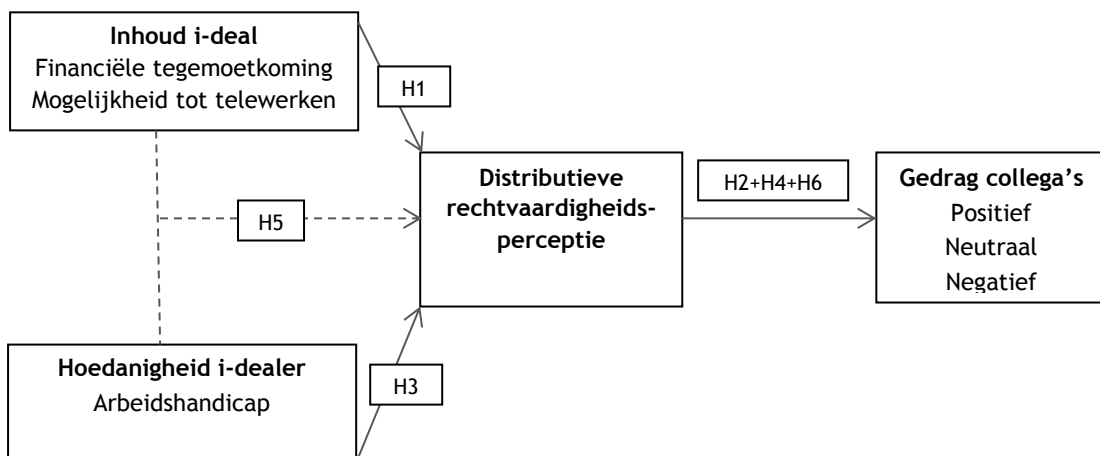 Inhoud i-deal
Financiële tegemoetkoming
Mogelijkheid tot telewerken
H1
Distributieve
rechtvaardigheids-
perceptie
H2+H4+H6
Gedrag collega’s
Positief
Neutraal
Negatief
H5
Hoedanigheid i-dealer
Arbeidshandicap
H3